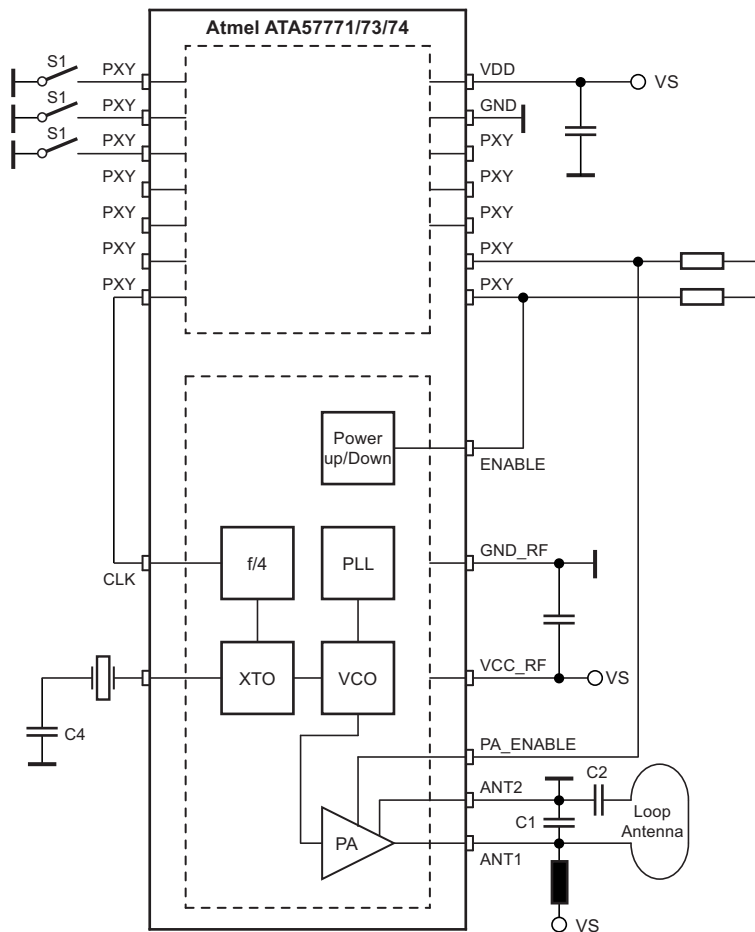 Atmel ATA57771/73/74
S1
PXY
VDD
VS
S1
PXY
GND
S1
PXY
PXY
PXY
PXY
PXY
PXY
PXY
PXY
PXY
PXY
Power
up/Down
ENABLE
f/4
PLL
GND_RF
CLK
XTO
VCO
VCC_RF
VS
C4
PA_ENABLE
ANT2
C2
C1
Loop
Antenna
PA
ANT1
VS